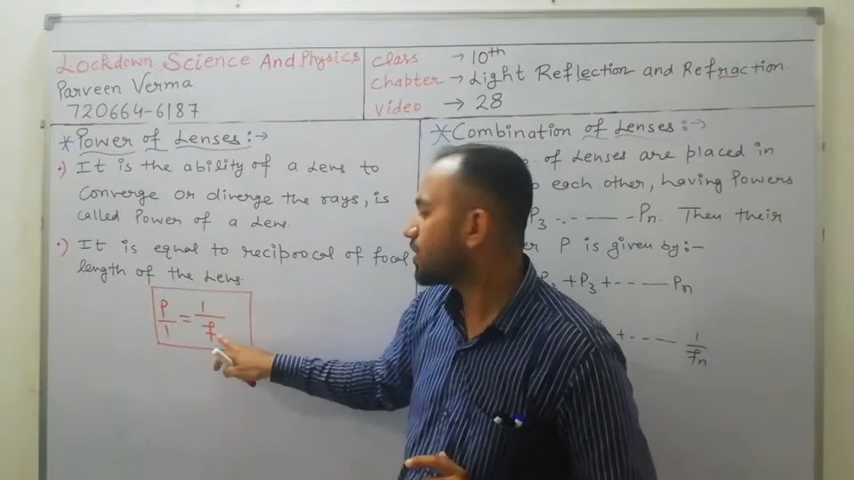 Lockdown Science And Physics
Parveen Verma
720664-6187
Class → 10th
Chapter → Light Reflection and Refraction
Video → 28
*Power of Lenses:→
•) It is the ability of a Lens to
Converge or diverge the rays, is
called Power of a Lens.
•) It is equal to reciprocal of focal
length of the Lens.
P/1 = 1/f
*Combination of Lenses:→
of Lenses are placed in
each other, having Powers
P3 ------ Pn. Then their
P is given by:-
+ P3 + ----- Pn
+ ---- 1/fn